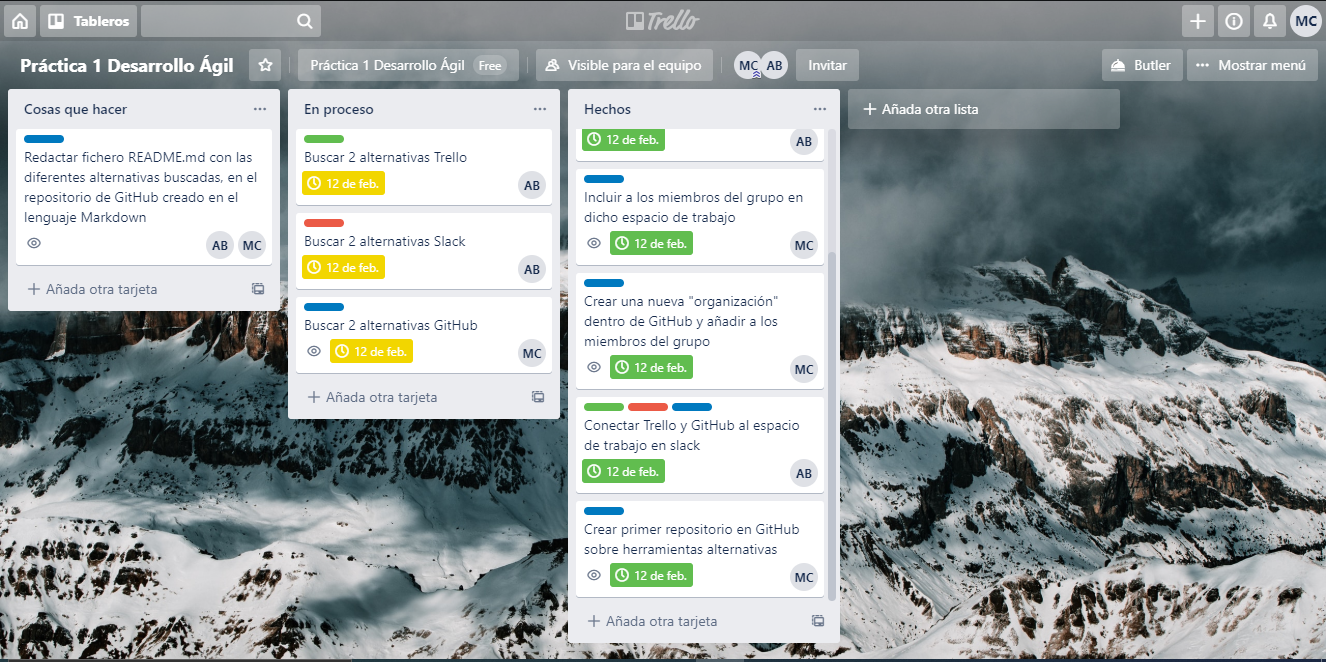 Tableros
Trello
MC
Práctica 1 Desarrollo Ágil
Práctica 1 Desarrollo Ágil Free
Visible para el equipo
MC AB
Invitar
Butler
Mostrar menú
Cosas que hacer
Redactar fichero README.md con las
diferentes alternativas buscadas, en el
repositorio de GitHub creado en el
lenguaje Markdown
AB MC
Añada otra tarjeta
En proceso
Buscar 2 alternativas Trello
12 de feb.
AB
Buscar 2 alternativas Slack
12 de feb.
AB
Buscar 2 alternativas GitHub
12 de feb.
MC
Añada otra tarjeta
Hechos
12 de feb.
AB
Incluir a los miembros del grupo en
dicho espacio de trabajo
12 de feb.
MC
Crear una nueva "organización"
dentro de GitHub y añadir a los
miembros del grupo
12 de feb.
MC
Conectar Trello y GitHub al espacio
de trabajo en slack
12 de feb.
AB
Crear primer repositorio en GitHub
sobre herramientas alternativas
12 de feb.
MC
Añada otra tarjeta
Añada otra lista